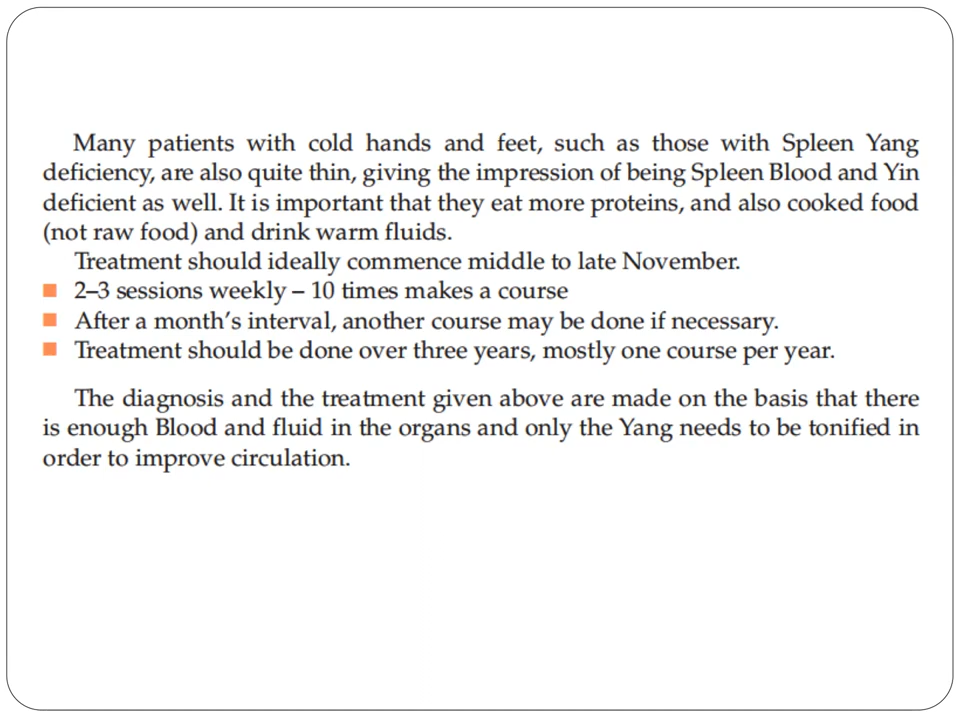 Many patients with cold hands and feet, such as those with Spleen Yang
deficiency, are also quite thin, giving the impression of being Spleen Blood and Yin
deficient as well. It is important that they eat more proteins, and also cooked food
(not raw food) and drink warm fluids.
Treatment should ideally commence middle to late November.
2–3 sessions weekly – 10 times makes a course
After a month's interval, another course may be done if necessary.
Treatment should be done over three years, mostly one course per year.
The diagnosis and the treatment given above are made on the basis that there
is enough Blood and fluid in the organs and only the Yang needs to be tonified in
order to improve circulation.